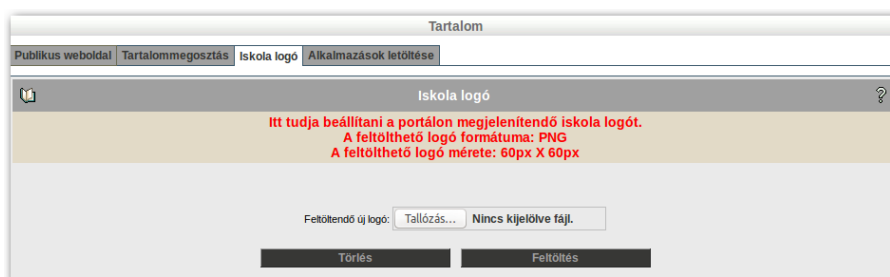 Tartalom
Publikus weboldal Tartalommegosztás Iskola logó Alkalmazások letöltése
Iskola logó ?
Itt tudja beállítani a portálon megjelenítendő iskola logót.
A feltölthető logó formátuma: PNG
A feltölthető logó mérete: 60px X 60px
Feltöltendő új logó: Tallózás... Nincs kijelölve fájl.
Törlés Feltöltés